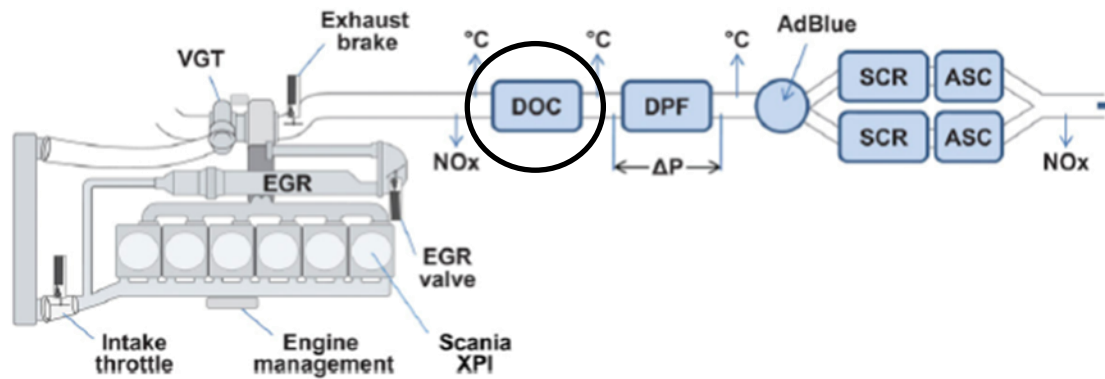 Exhaust
brake
VGT
°C
°C
°C
AdBlue
DOC
DPF
SCR
ASC
SCR
ASC
NOx
ΔP
NOx
EGR
EGR
valve
Intake
throttle
Engine
management
Scania
XPI